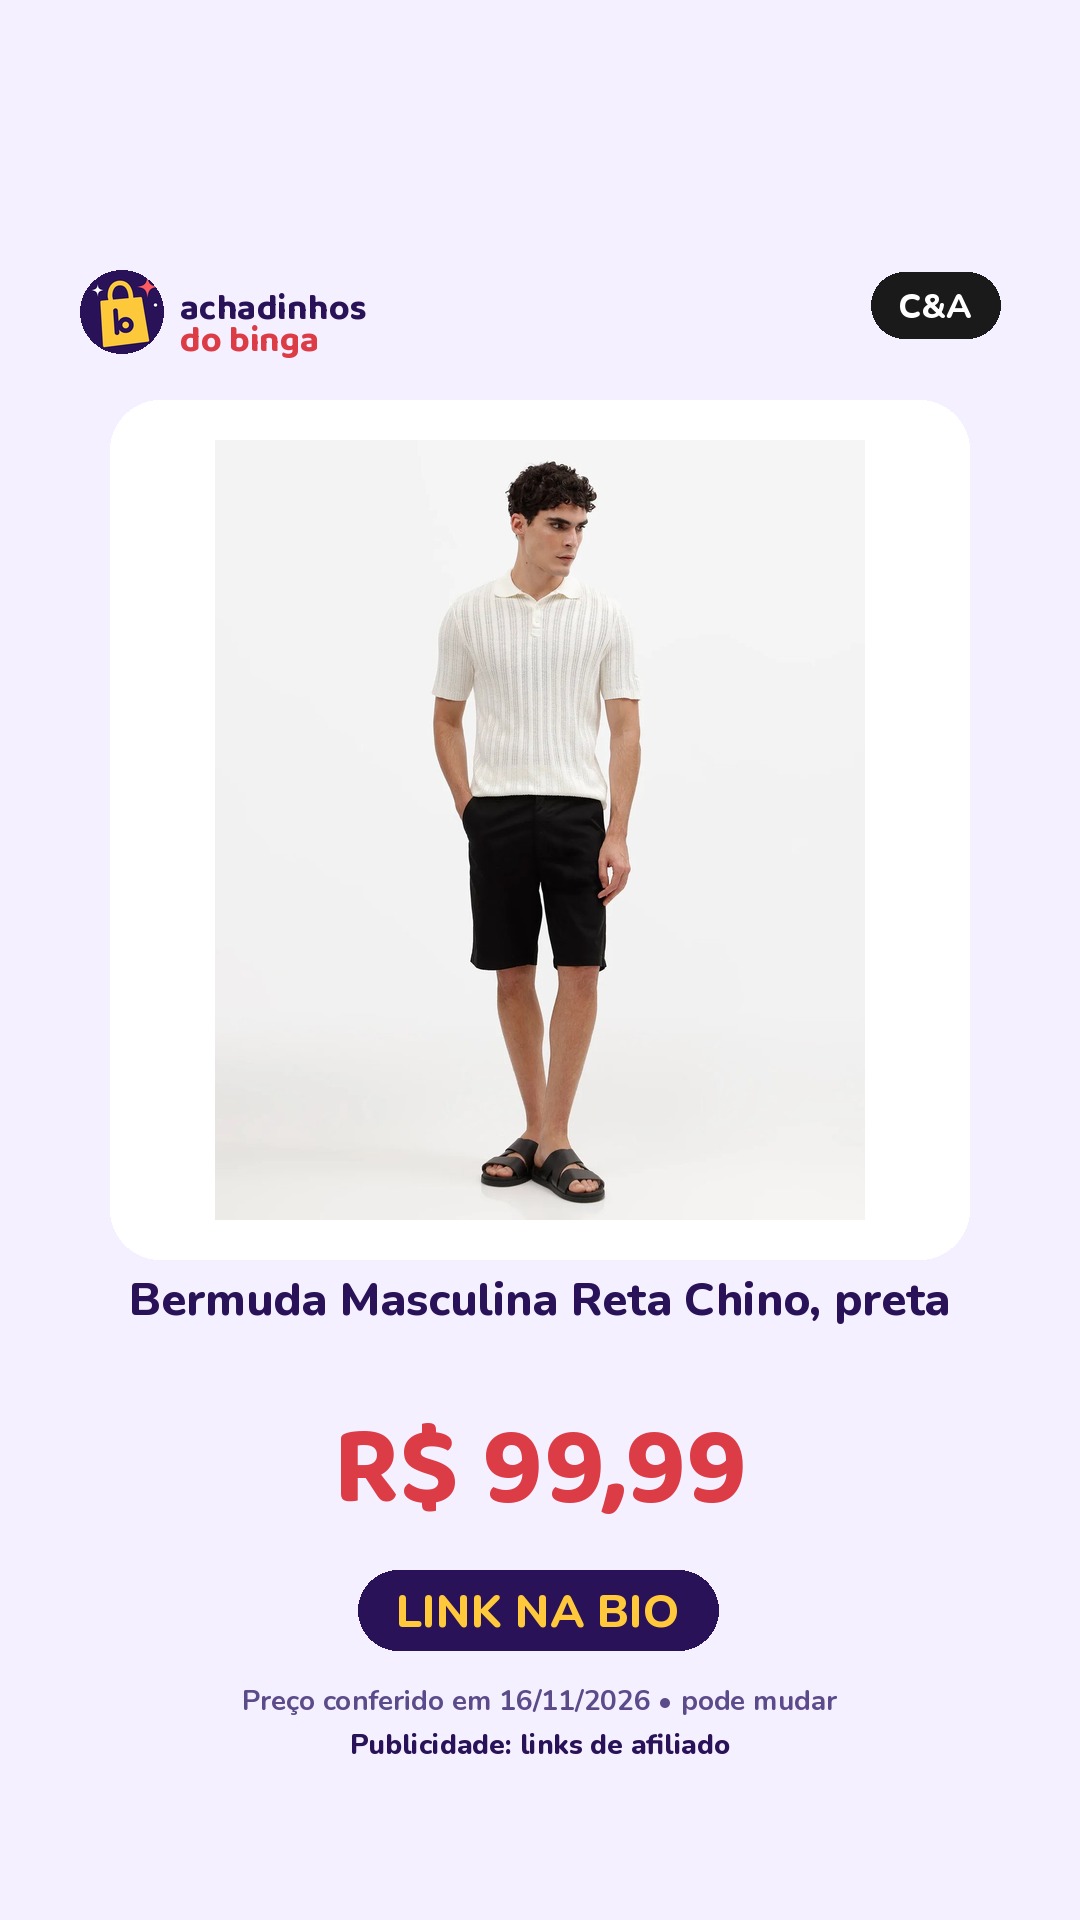 achadinhos
do binga
b
C&A
Bermuda Masculina Reta Chino, preta
R$ 99,99
LINK NA BIO
Preço conferido em 16/11/2026 • pode mudar
Publicidade: links de afiliado